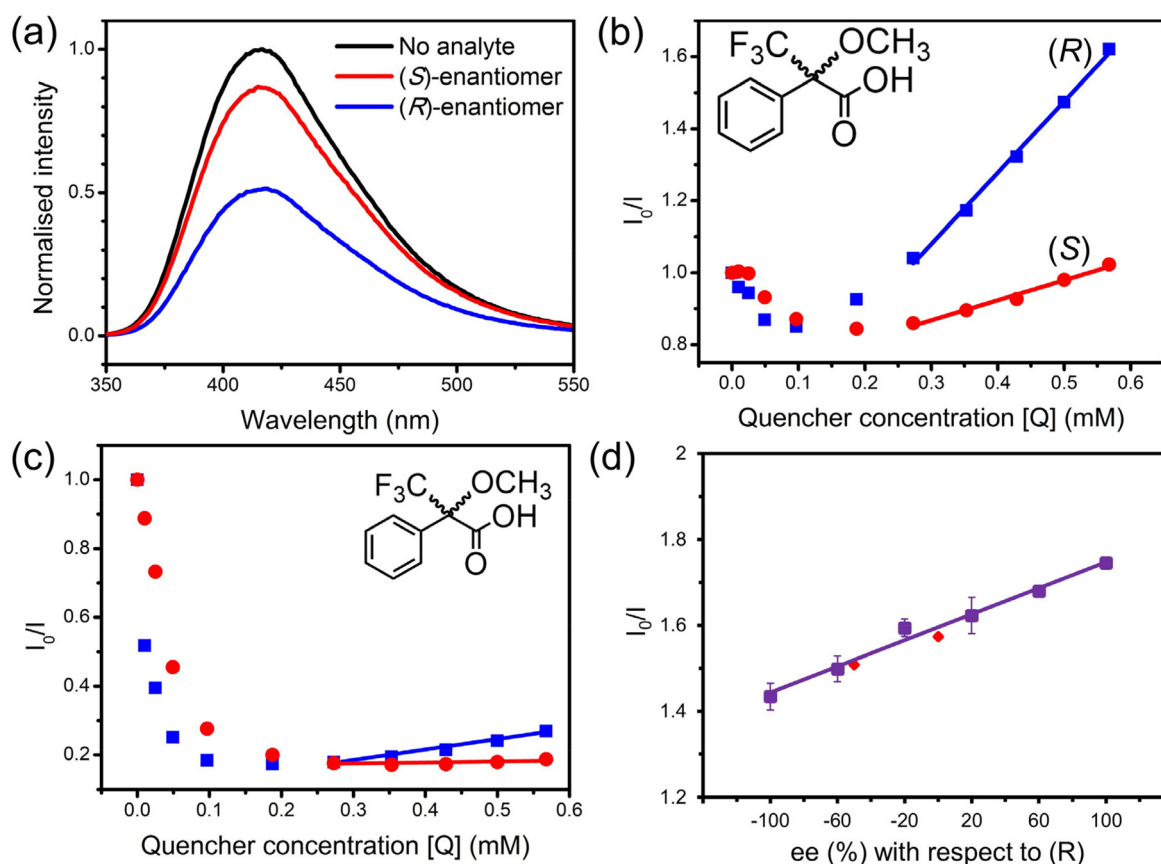 (a)
No analyte
(S)-enantiomer
(R)-enantiomer
1.0
0.5
0.0
Normalised intensity
350 400 450 500 550
Wavelength (nm)
(b)
F3C OCH3
OH
O
(R)
(S)
1.6
1.4
1.2
1.0
0.8
I0/I
0.0 0.1 0.2 0.3 0.4 0.5 0.6
Quencher concentration [Q] (mM)
(c)
F3C OCH3
OH
O
1.0
0.8
0.6
0.4
0.2
I0/I
0.0 0.1 0.2 0.3 0.4 0.5 0.6
Quencher concentration [Q] (mM)
(d)
2
1.8
1.6
1.4
1.2
I0/I
-100 -60 -20 20 60 100
ee (%) with respect to (R)